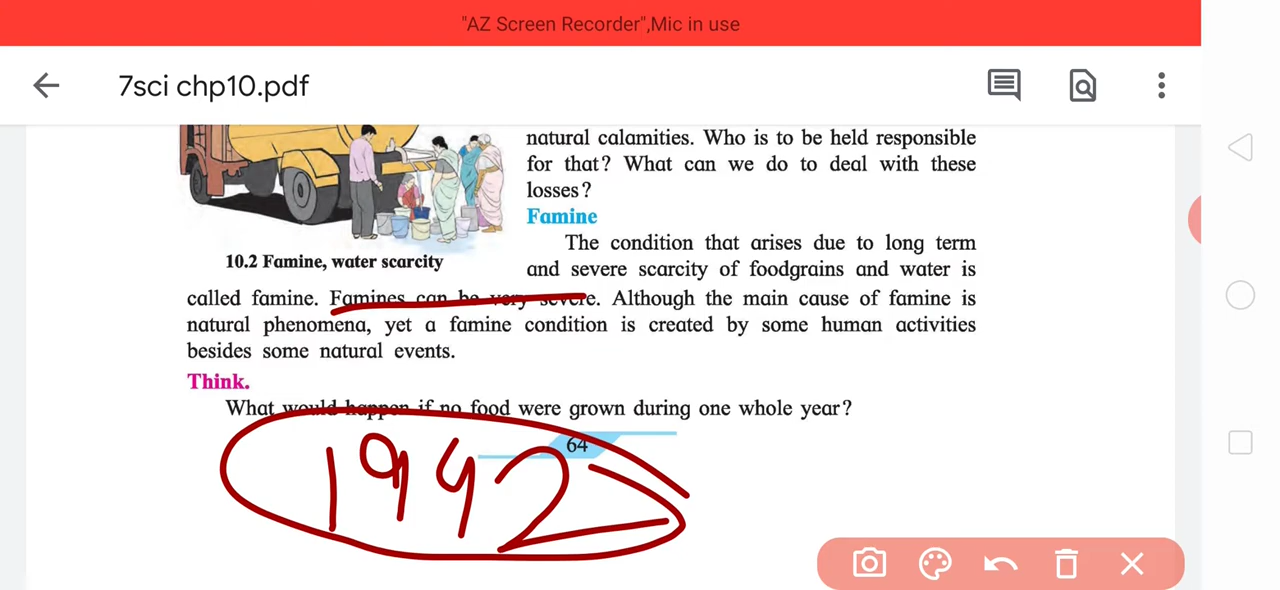 "AZ Screen Recorder",Mic in use
7sci chp10.pdf
natural calamities. Who is to be held responsible
for that? What can we do to deal with these
losses?
Famine
The condition that arises due to long term
10.2 Famine, water scarcity
and severe scarcity of foodgrains and water is
called famine. Famines can be very severe. Although the main cause of famine is
natural phenomena, yet a famine condition is created by some human activities
besides some natural events.
Think.
What would happen if no food were grown during one whole year?
64
1942